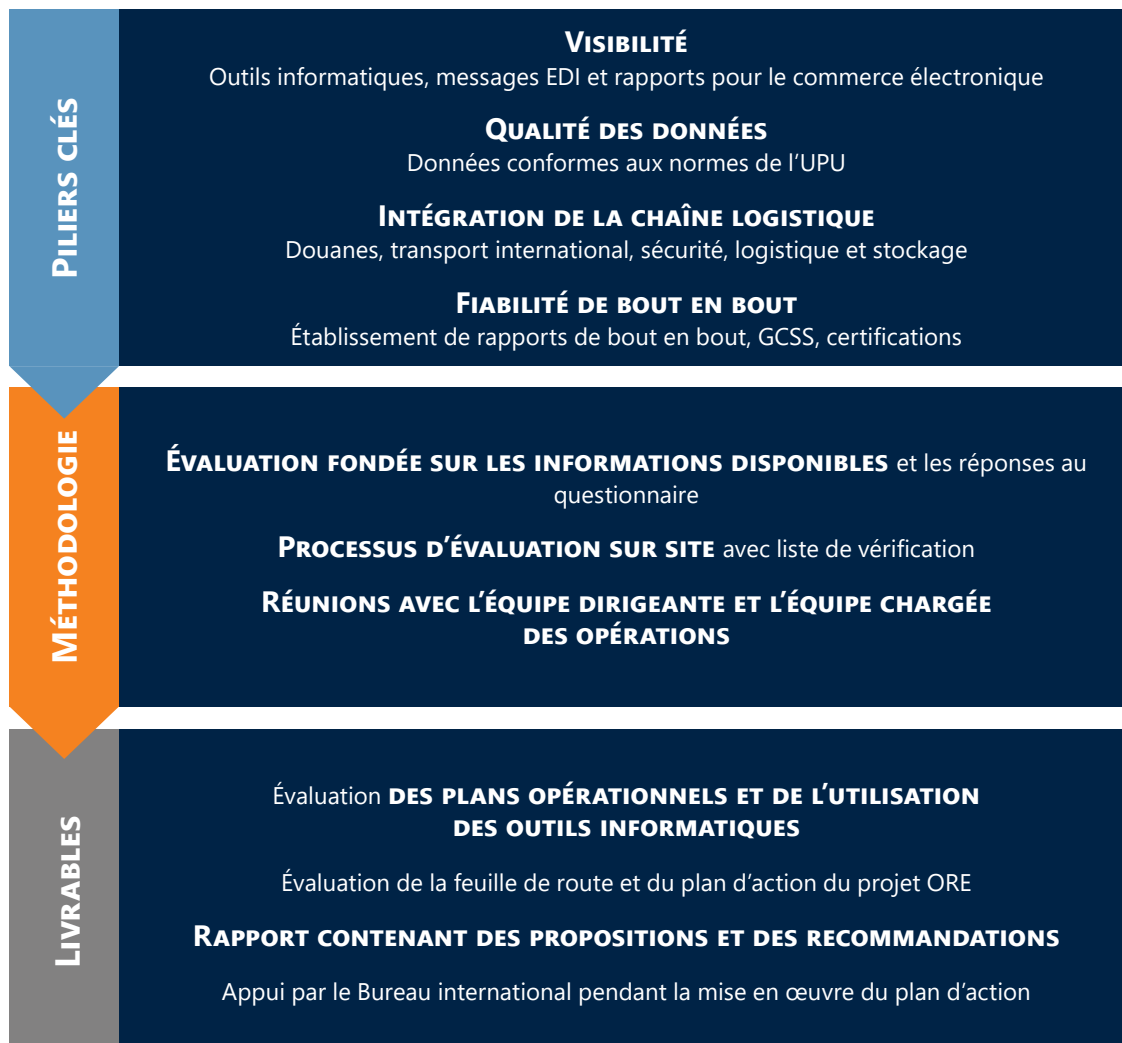 PILIERS CLÉS
VISIBILITÉ
Outils informatiques, messages EDI et rapports pour le commerce électronique
QUALITÉ DES DONNÉES
Données conformes aux normes de l’UPU
INTÉGRATION DE LA CHAÎNE LOGISTIQUE
Douanes, transport international, sécurité, logistique et stockage
FIABILITÉ DE BOUT EN BOUT
Établissement de rapports de bout en bout, GCSS, certifications
MÉTHODOLOGIE
ÉVALUATION FONDÉE SUR LES INFORMATIONS DISPONIBLES et les réponses au
questionnaire
PROCESSUS D’ÉVALUATION SUR SITE avec liste de vérification
RÉUNIONS AVEC L’ÉQUIPE DIRIGEANTE ET L’ÉQUIPE CHARGÉE
DES OPÉRATIONS
LIVRABLES
Évaluation DES PLANS OPÉRATIONNELS ET DE L’UTILISATION
DES OUTILS INFORMATIQUES
Évaluation de la feuille de route et du plan d’action du projet ORE
RAPPORT CONTENANT DES PROPOSITIONS ET DES RECOMMANDATIONS
Appui par le Bureau international pendant la mise en œuvre du plan d’action